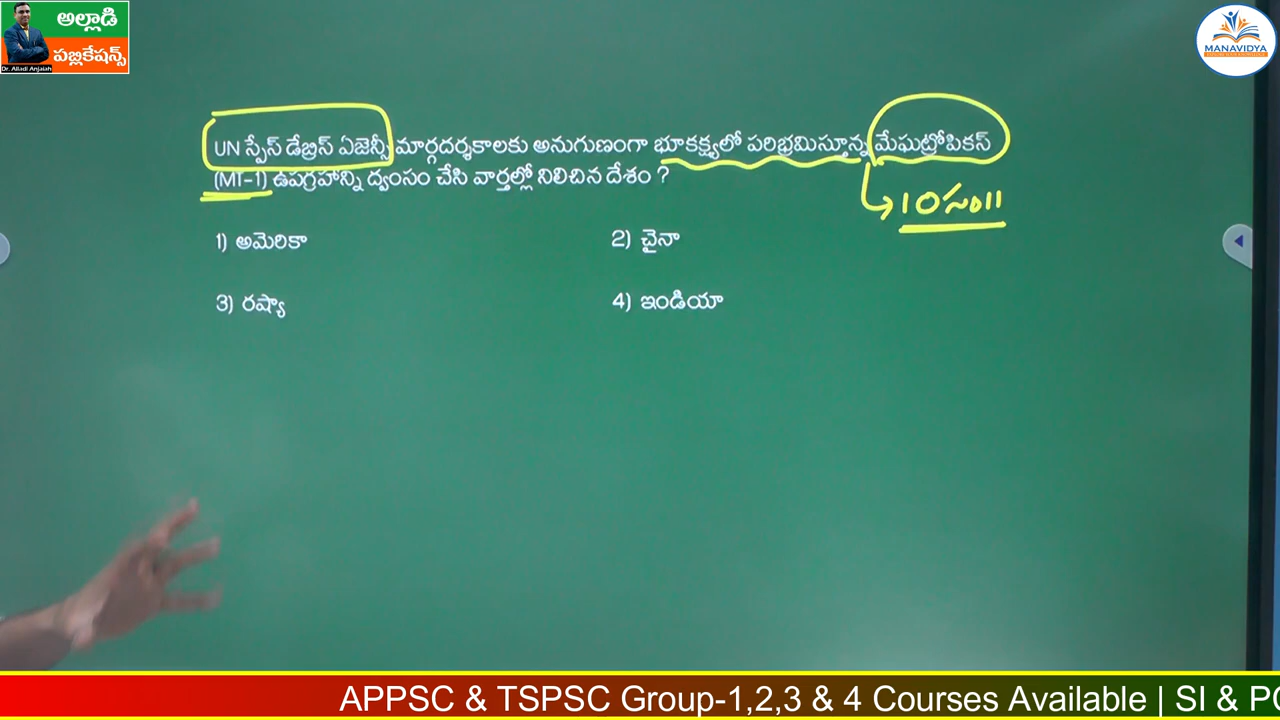 అల్లాడి
పబ్లికేషన్స్
Dr. Alladi Anjaiah
MANAVIDYA
UN స్పేస్ డేబ్రిస్ ఏజెన్సీ మార్గదర్శకాలకు అనుగుణంగా భూకక్ష్యలో పరిభ్రమిస్తూన్న మేఘట్రోపికస్
(MT-1) ఉపగ్రహాన్ని ద్వంసం చేసి వార్తల్లో నిలిచిన దేశం ?
10సం॥
1) అమెరికా
2) చైనా
3) రష్యా
4) ఇండియా
APPSC & TSPSC Group-1,2,3 & 4 Courses Available | SI & PC